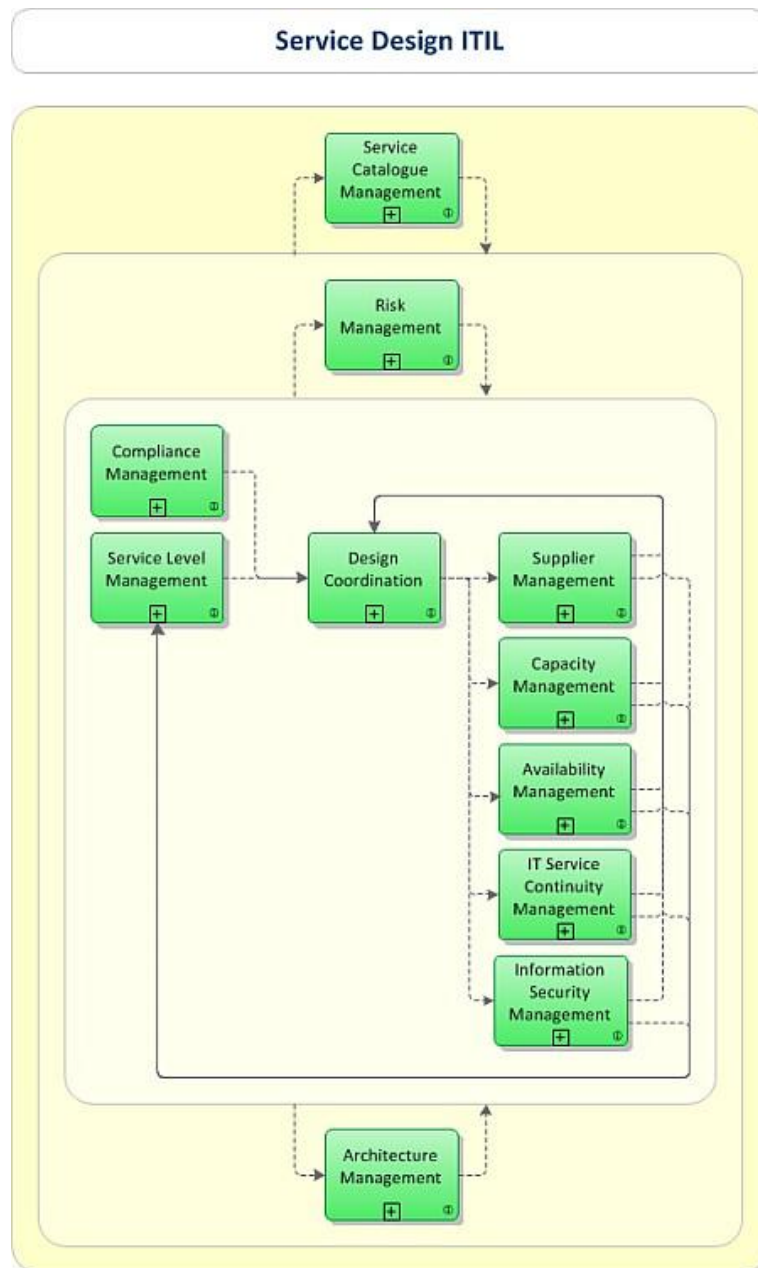 Service Design ITIL
Service
Catalogue
Management
Risk
Management
Compliance
Management
Service Level
Management
Design
Coordination
Supplier
Management
Capacity
Management
Availability
Management
IT Service
Continuity
Management
Information
Security
Management
Architecture
Management